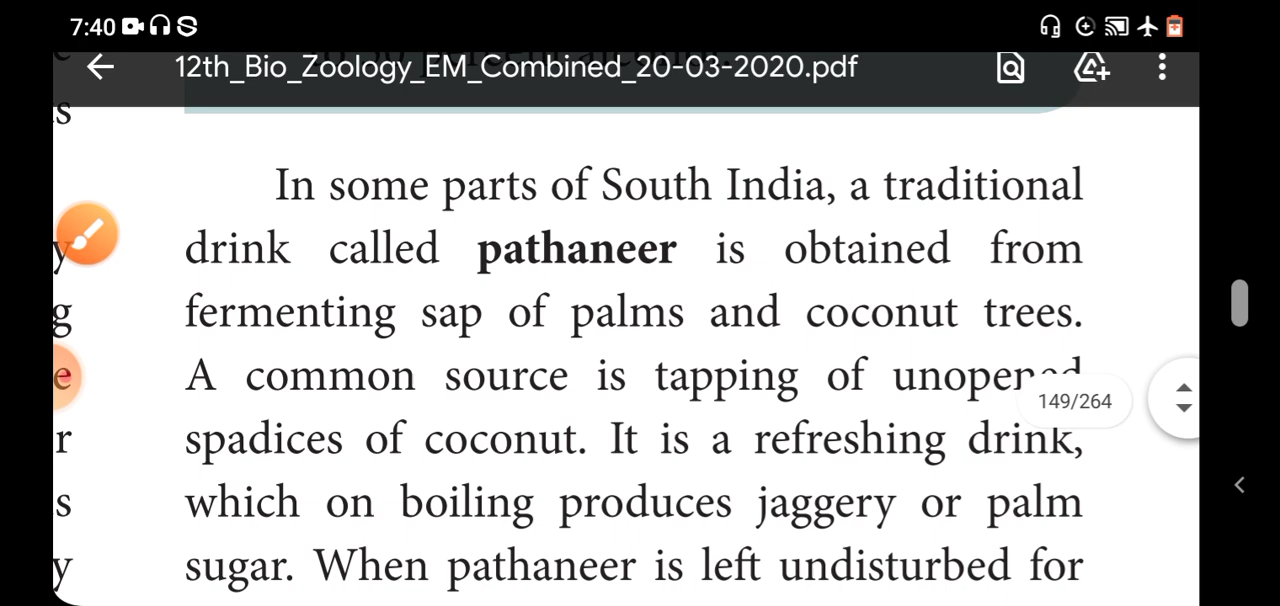 7:40
12th_Bio_Zoology_EM_Combined_20-03-2020.pdf
s
In some parts of South India, a traditional
y drink called pathaneer is obtained from
g fermenting sap of palms and coconut trees.
e A common source is tapping of unopened
149/264
r spadices of coconut. It is a refreshing drink,
s which on boiling produces jaggery or palm
y sugar. When pathaneer is left undisturbed for